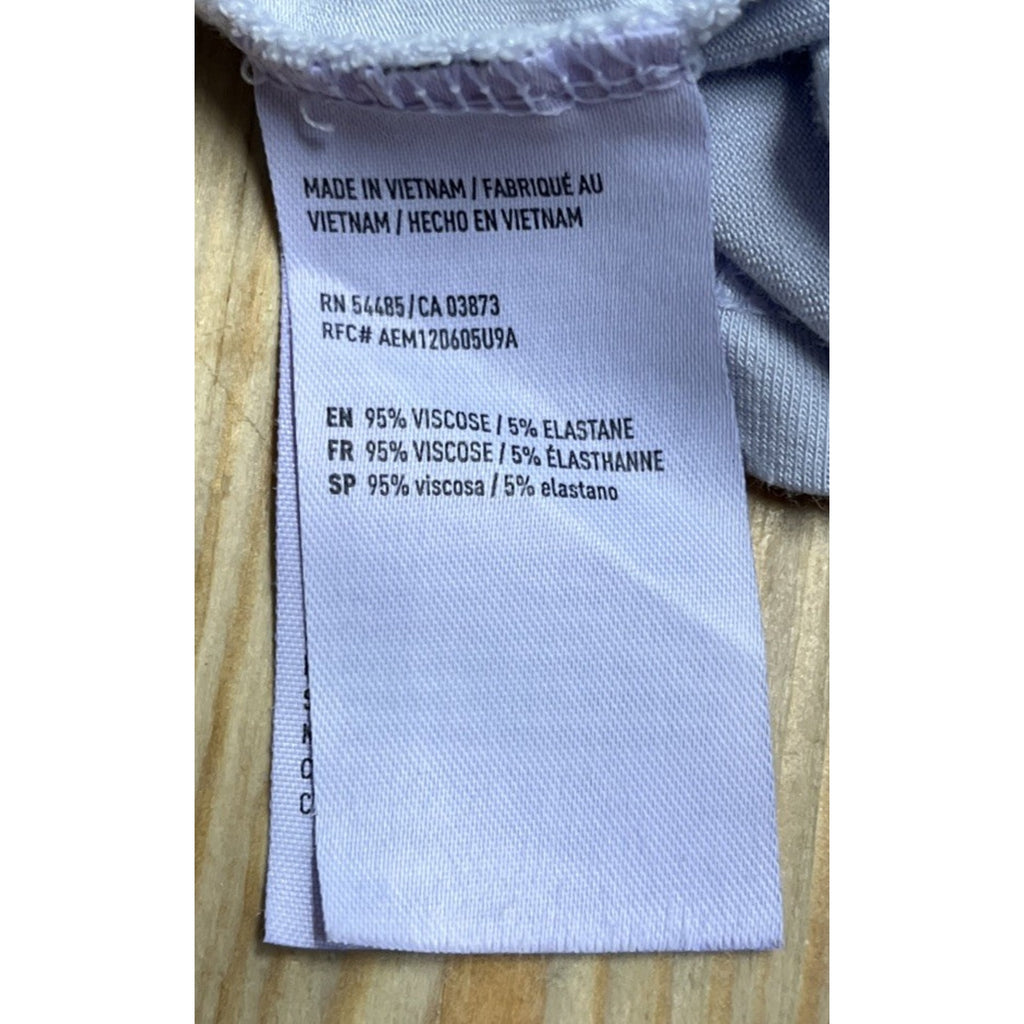 MADE IN VIETNAM / FABRIQUÉ AU
VIETNAM / HECHO EN VIETNAM
RN 54485/CA 03873
RFC# AEM120605U9A
EN 95% VISCOSE / 5% ELASTANE
FR 95% VISCOSE / 5% ÉLASTHANNE
SP 95% viscosa / 5% elastano